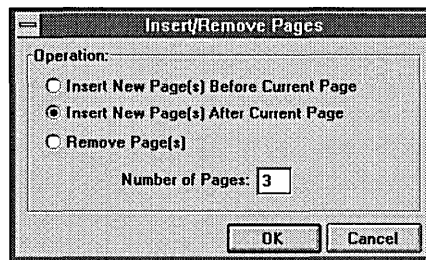 Insert/Remove Pages
Operation:
Insert New Page(s) Before Current Page
Insert New Page(s) After Current Page
Remove Page(s)
Number of Pages: 3
OK Cancel